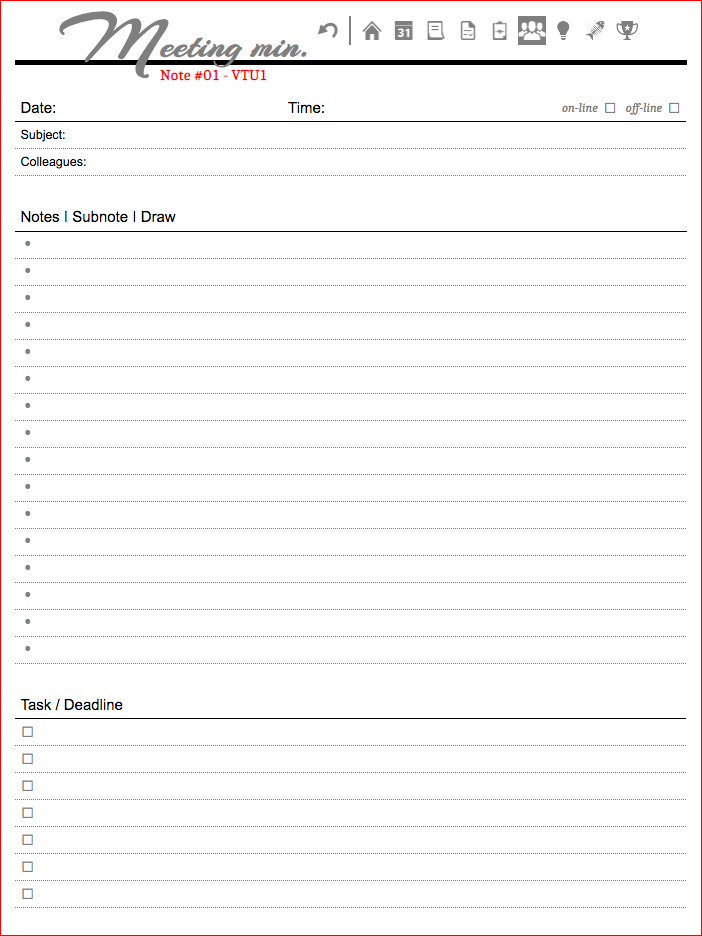 Meeting min.
31
Note #01 - VTU1
Date: Time: on-line ☐ off-line ☐
Subject:
Colleagues:
Notes | Subnote | Draw
Task / Deadline